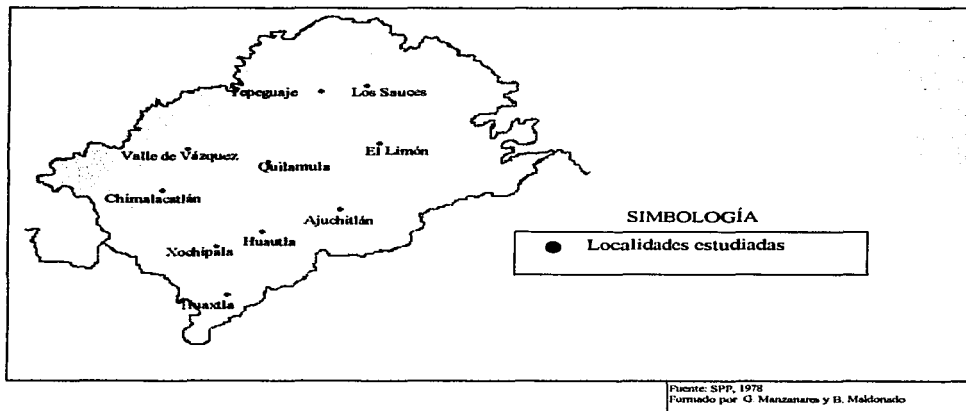 Tepeguaje
Los Sauces
Valle de Vázquez
Quilamula
El Limón
Chimalacatlán
Ajuchitlán
Huautla
Xochipala
Huaxtla
SIMBOLOGÍA
Localidades estudiadas
Fuente: SPP, 1978
Formado por G. Manzanares y B. Maldonado